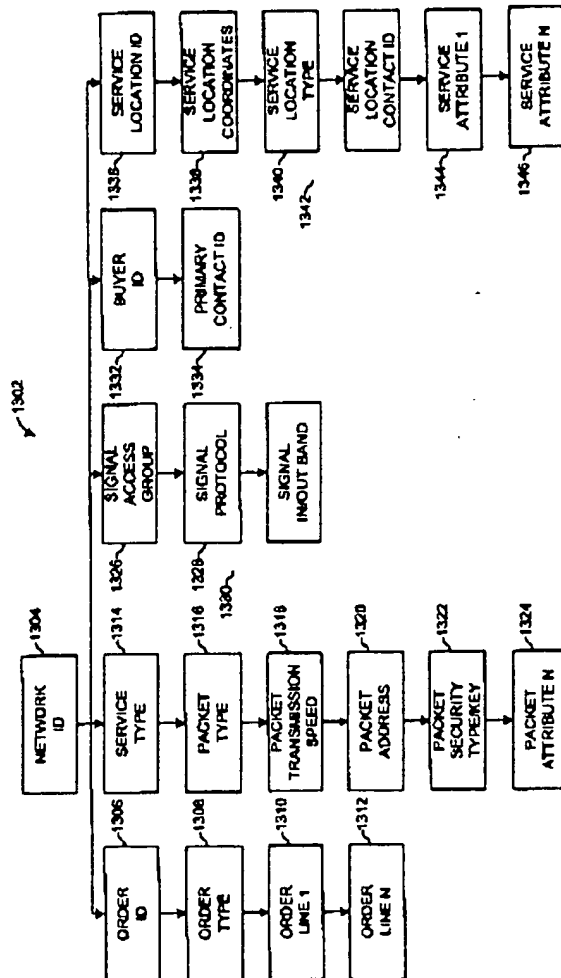 1302
1304
NETWORK
ID
1306
ORDER
ID
1308
ORDER
TYPE
1310
ORDER
LINE 1
1312
ORDER
LINE N
1314
SERVICE
TYPE
1316
PACKET
TYPE
1318
PACKET
TRANSMISSION
SPEED
1320
PACKET
ADDRESS
1322
PACKET
SECURITY
TYPE/KEY
1324
PACKET
ATTRIBUTE N
1326
SIGNAL
ACCESS
GROUP
1328
SIGNAL
PROTOCOL
1330
SIGNAL
IN/OUT BAND
1332
BUYER
ID
1334
PRIMARY
CONTACT ID
1336
SERVICE
LOCATION ID
1338
SERVICE
LOCATION
COORDINATES
1340
SERVICE
LOCATION
TYPE
1342
SERVICE
LOCATION
CONTACT ID
1344
SERVICE
ATTRIBUTE 1
1346
SERVICE
ATTRIBUTE N